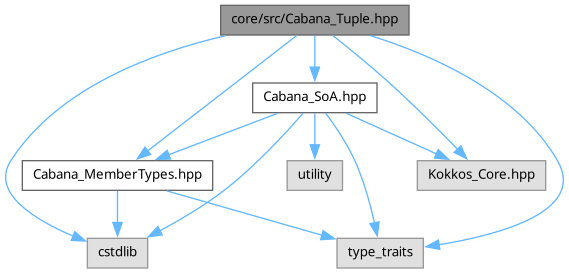 core/src/Cabana_Tuple.hpp
Cabana_SoA.hpp
Cabana_MemberTypes.hpp
utility
Kokkos_Core.hpp
cstdlib
type_traits